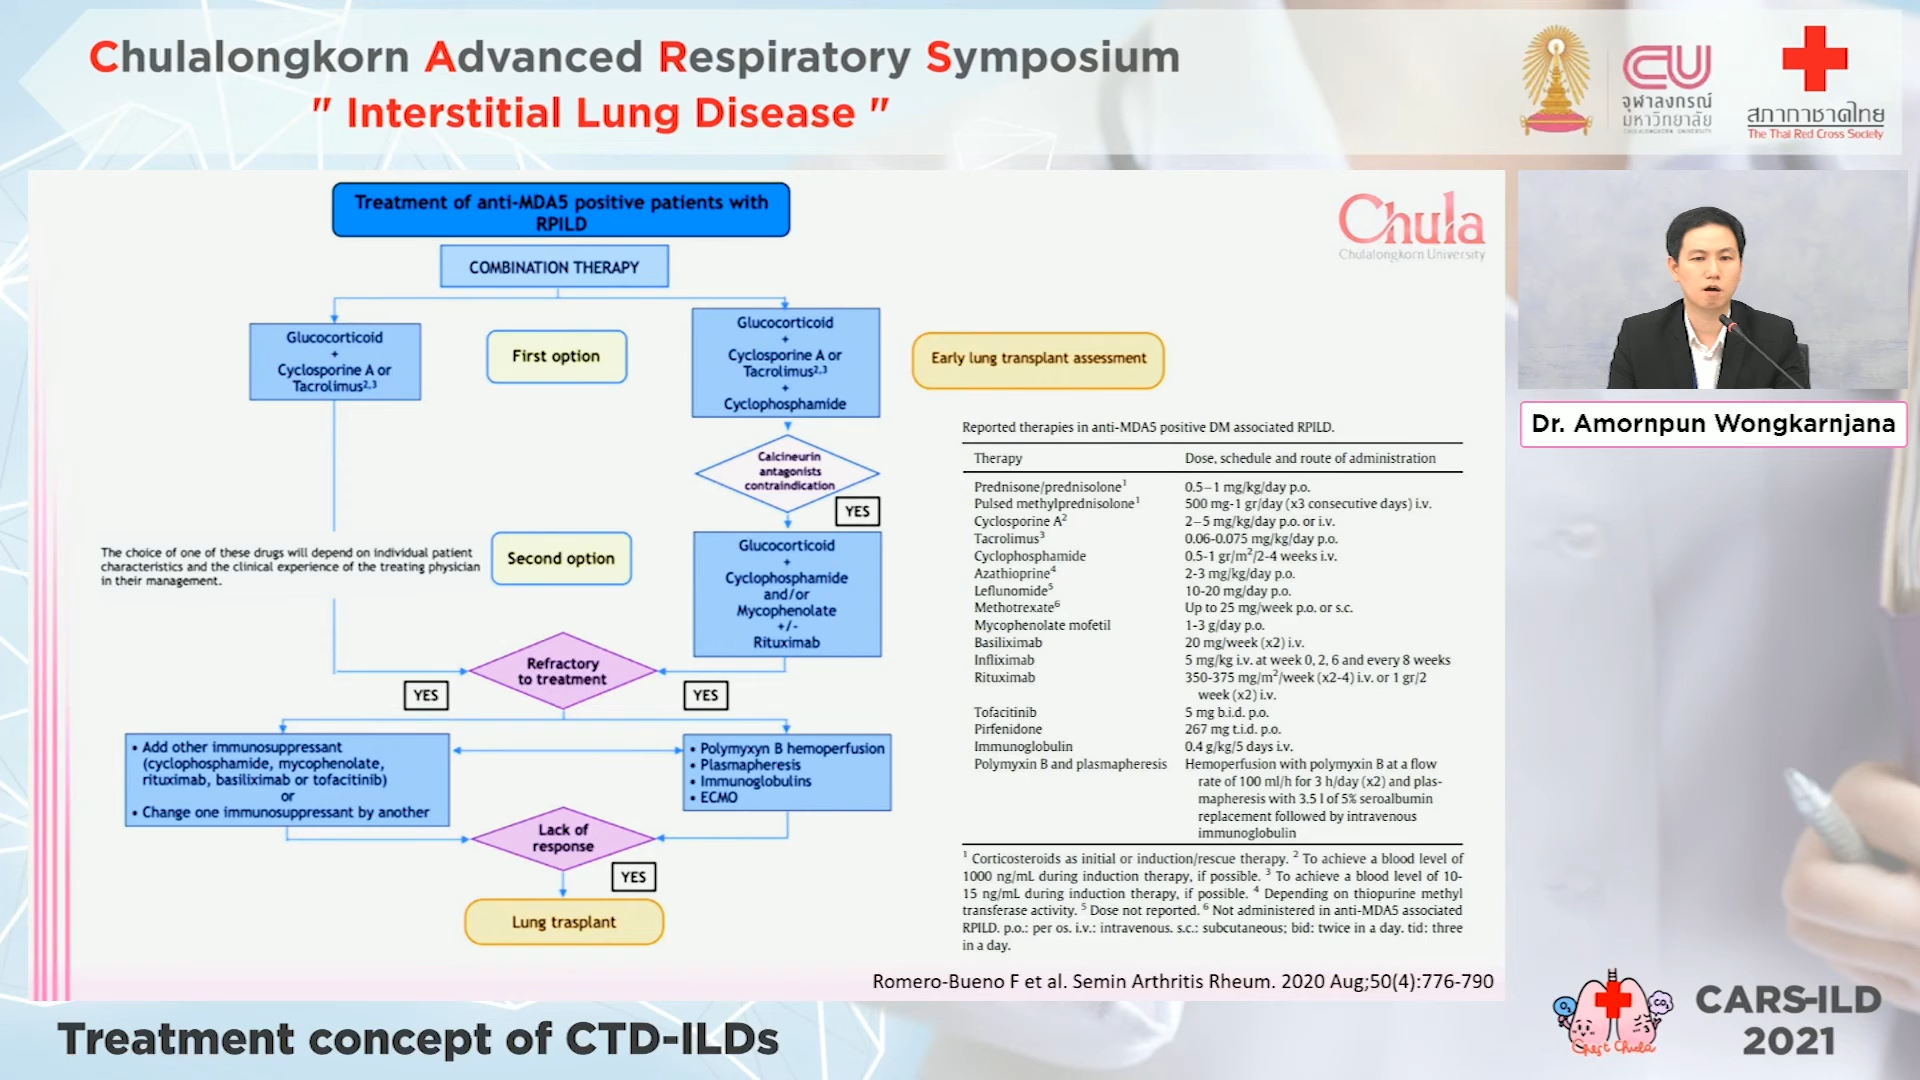 Chulalongkorn Advanced Respiratory Symposium
" Interstitial Lung Disease "
จุฬาลงกรณ์
มหาวิทยาลัย
CHULALONGKORN UNIVERSITY
สภากาชาดไทย
The Thai Red Cross Society
Treatment of anti-MDA5 positive patients with
RPILD
Chula
Chulalongkorn University
COMBINATION THERAPY
Glucocorticoid
+
Cyclosporine A or
Tacrolimus2,3
First option
Glucocorticoid
+
Cyclosporine A or
Tacrolimus2,3
+
Cyclophosphamide
Early lung transplant assessment
Calcineurin
antagonists
contraindication
YES
The choice of one of these drugs will depend on individual patient
characteristics and the clinical experience of the treating physician
in their management.
Second option
Glucocorticoid
+
Cyclophosphamide
and/or
Mycophenolate
+/-
Rituximab
Refractory
to treatment
YES
YES
• Add other immunosuppressant
(cyclophosphamide, mycophenolate,
rituximab, basiliximab or tofacitinib)
or
• Change one immunosuppressant by another
• Polymyxyn B hemoperfusion
• Plasmapheresis
• Immunoglobulins
• ECMO
Lack of
response
YES
Lung trasplant
Reported therapies in anti-MDA5 positive DM associated RPILD.
Therapy Dose, schedule and route of administration
Prednisone/prednisolone1 0.5–1 mg/kg/day p.o.
Pulsed methylprednisolone1 500 mg-1 gr/day (x3 consecutive days) i.v.
Cyclosporine A2 2–5 mg/kg/day p.o. or i.v.
Tacrolimus3 0.06-0.075 mg/kg/day p.o.
Cyclophosphamide 0.5-1 gr/m2/2-4 weeks i.v.
Azathioprine4 2-3 mg/kg/day p.o.
Leflunomide5 10-20 mg/day p.o.
Methotrexate6 Up to 25 mg/week p.o. or s.c.
Mycophenolate mofetil 1-3 g/day p.o.
Basiliximab 20 mg/week (x2) i.v.
Infliximab 5 mg/kg i.v. at week 0, 2, 6 and every 8 weeks
Rituximab 350-375 mg/m2/week (x2-4) i.v. or 1 gr/2
week (x2) i.v.
Tofacitinib 5 mg b.i.d. p.o.
Pirfenidone 267 mg t.i.d. p.o.
Immunoglobulin 0.4 g/kg/5 days i.v.
Polymyxin B and plasmapheresis Hemoperfusion with polymyxin B at a flow
rate of 100 ml/h for 3 h/day (x2) and plas-
mapheresis with 3.5 l of 5% seroalbumin
replacement followed by intravenous
immunoglobulin
1 Corticosteroids as initial or induction/rescue therapy. 2 To achieve a blood level of
1000 ng/mL during induction therapy, if possible. 3 To achieve a blood level of 10-
15 ng/mL during induction therapy, if possible. 4 Depending on thiopurine methyl
transferase activity. 5 Dose not reported. 6 Not administered in anti-MDA5 associated
RPILD. p.o.: per os. i.v.: intravenous. s.c.: subcutaneous; bid: twice in a day. tid: three
in a day.
Romero-Bueno F et al. Semin Arthritis Rheum. 2020 Aug;50(4):776-790
Dr. Amornpun Wongkarnjana
Treatment concept of CTD-ILDs
O2
CO2
Chest Chula
CARS-ILD
2021